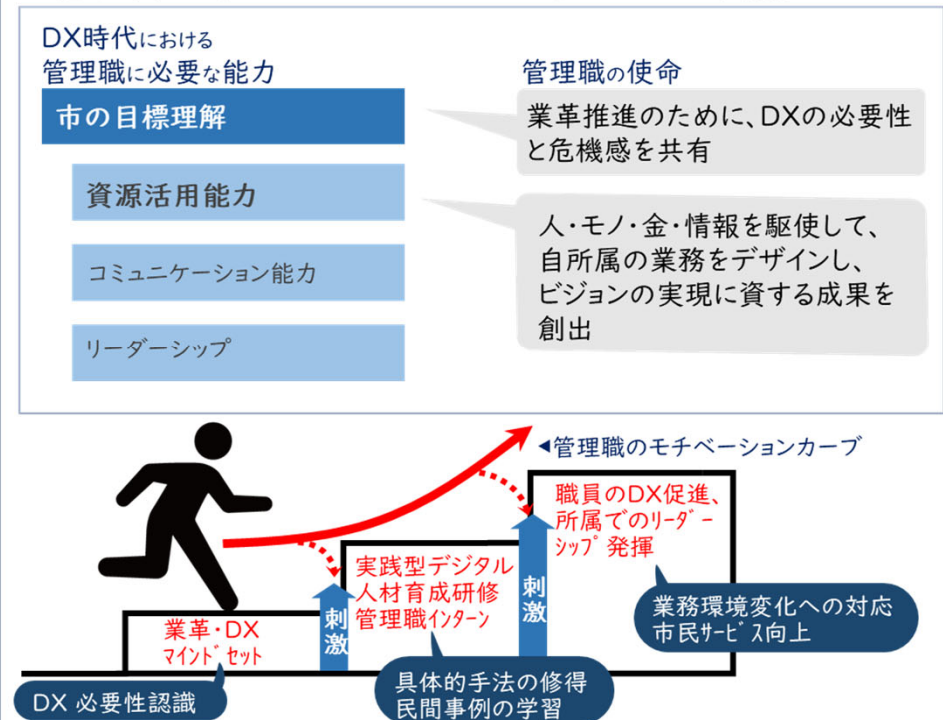 DX時代における
管理職に必要な能力
市の目標理解
資源活用能力
コミュニケーション能力
リーダーシップ
管理職の使命
業革推進のために、DXの必要性
と危機感を共有
人・モノ・金・情報を駆使して、
自所属の業務をデザインし、
ビジョンの実現に資する成果を
創出
◀管理職のモチベーションカーブ
業革・DX
マインドセット
DX 必要性認識
刺激
実践型デジタル
人材育成研修
管理職インターン
具体的手法の修得
民間事例の学習
刺激
職員のDX促進、
所属でのリーダー
シップ発揮
業務環境変化への対応
市民サービス向上